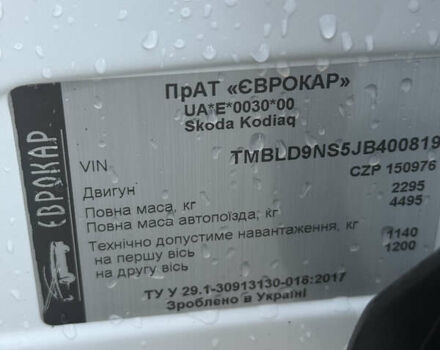 ЄВРОКАР
ПрАТ «ЄВРОКАР»
UA*E*0030*00
Skoda Kodiaq
VIN TMBLD9NS5JB400819
Двигун CZP 150976
Повна маса, кг 2295
Повна маса автопоїзда, кг 4495
Технічно допустиме навантаження, кг
на першу вісь 1140
на другу вісь 1200
ТУ У 29.1-30913130-016:2017
Зроблено в Україні